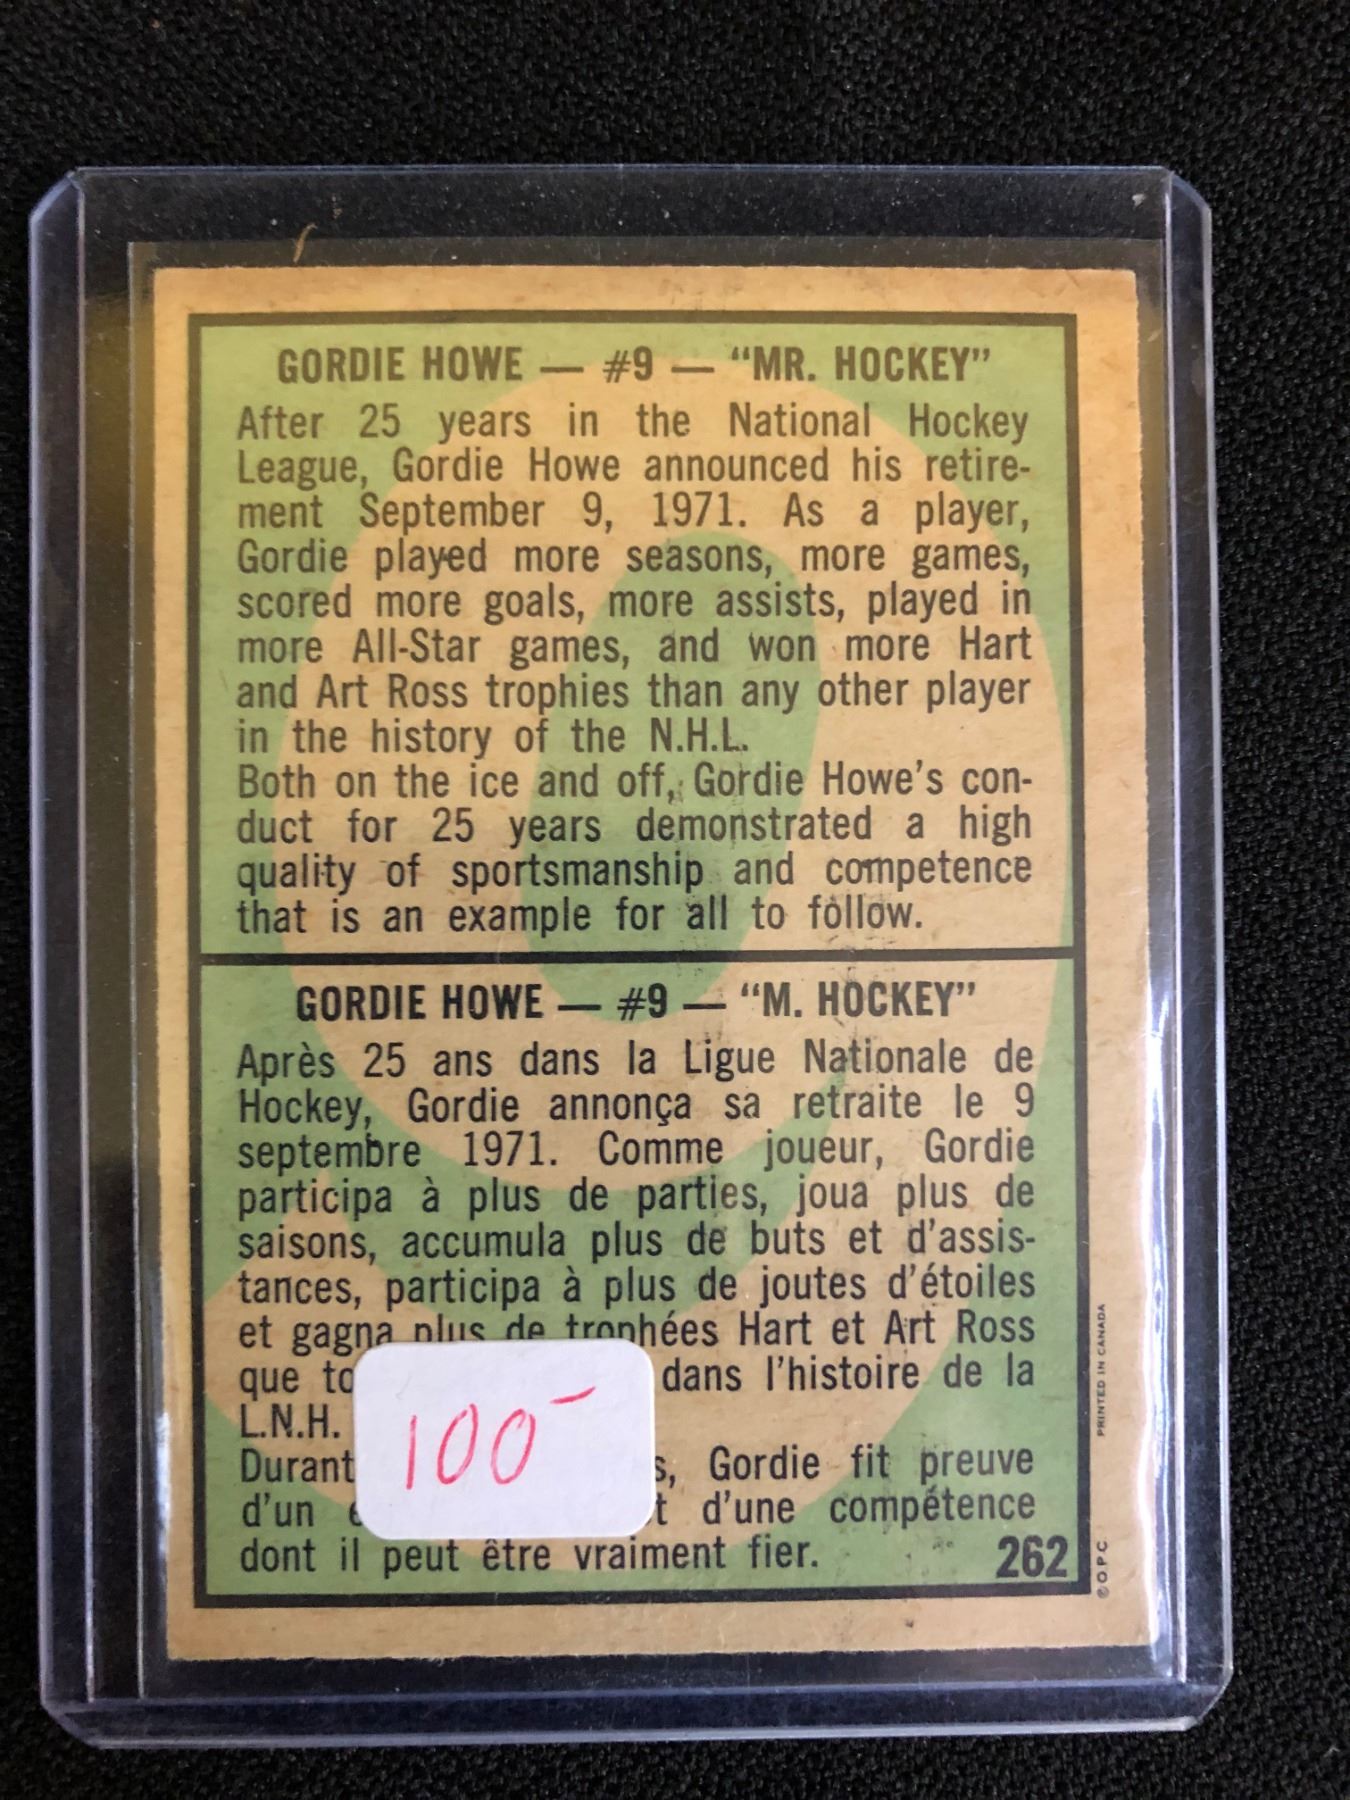 GORDIE HOWE — #9 — "MR. HOCKEY"
After 25 years in the National Hockey
League, Gordie Howe announced his retire-
ment September 9, 1971. As a player,
Gordie played more seasons, more games,
scored more goals, more assists, played in
more All-Star games, and won more Hart
and Art Ross trophies than any other player
in the history of the N.H.L.
Both on the ice and off, Gordie Howe's con-
duct for 25 years demonstrated a high
quality of sportsmanship and competence
that is an example for all to follow.
GORDIE HOWE — #9 — "M. HOCKEY"
Après 25 ans dans la Ligue Nationale de
Hockey, Gordie annonça sa retraite le 9
septembre 1971. Comme joueur, Gordie
participa à plus de parties, joua plus de
saisons, accumula plus de buts et d'assis-
tances, participa à plus de joutes d'étoiles
et gagna plus de trophées Hart et Art Ross
que dans l'histoire de la
L.N.H.
Durant Gordie fit preuve
d'un d'une compétence
dont il peut être vraiment fier.
262
100-
PRINTED IN CANADA
© O.P.C.